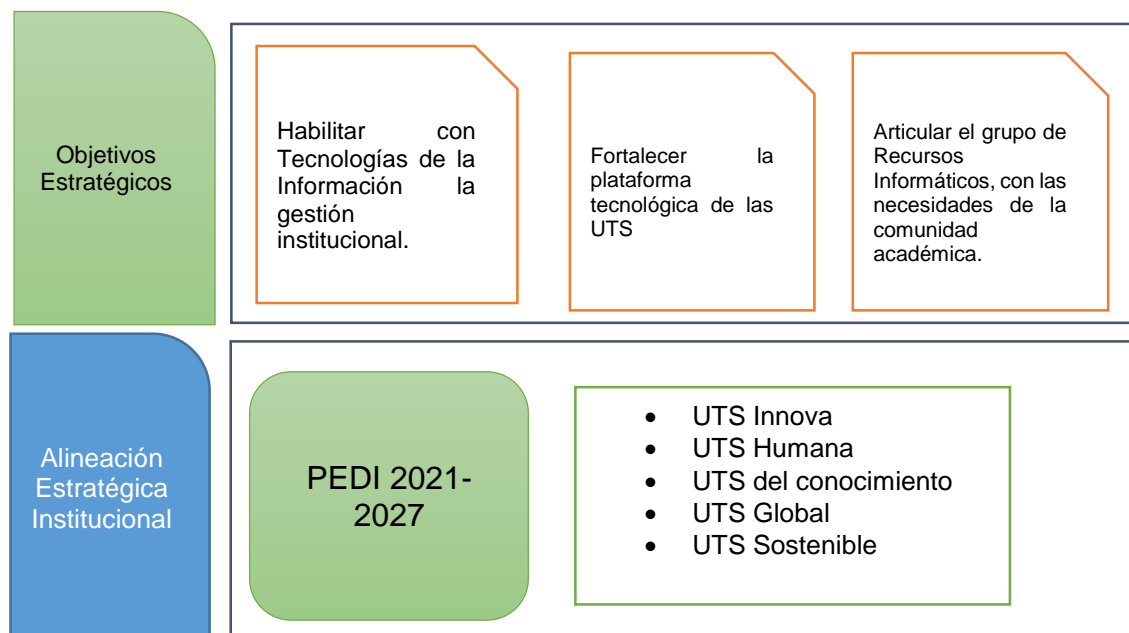 Objetivos
Estratégicos
Habilitar con
Tecnologías de la
Información la
gestión
institucional.
Fortalecer la
plataforma
tecnológica de las
UTS
Articular el grupo de
Recursos
Informáticos, con las
necesidades de la
comunidad
académica.
Alineación
Estratégica
Institucional
PEDI 2021-
2027
• UTS Innova
• UTS Humana
• UTS del conocimiento
• UTS Global
• UTS Sostenible